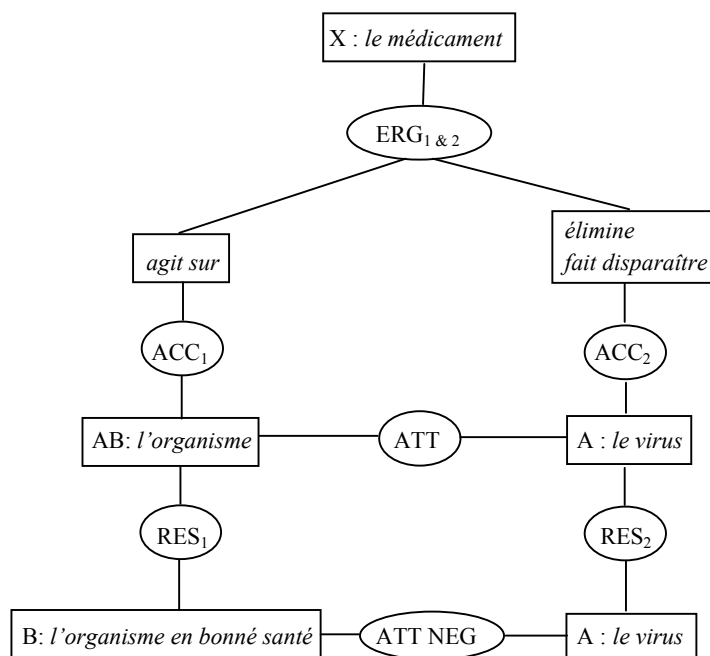 X : le médicament
ERG1 & 2
agit sur
élimine
fait disparaître
ACC1
ACC2
AB: l’organisme
ATT
A : le virus
RES1
RES2
B: l’organisme en bonné santé
ATT NEG
A : le virus